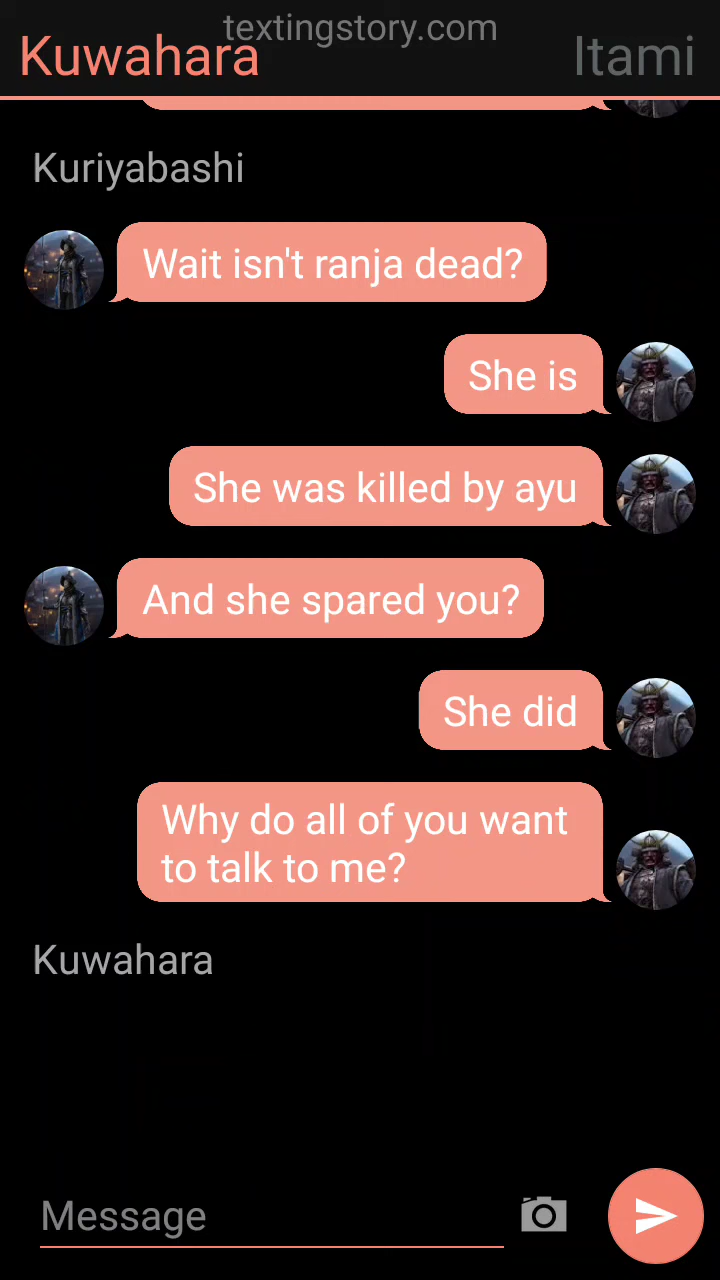 textingstory.com
Kuwahara
Itami
Kuriyabashi
Wait isn't ranja dead?
She is
She was killed by ayu
And she spared you?
She did
Why do all of you want
to talk to me?
Kuwahara
Message